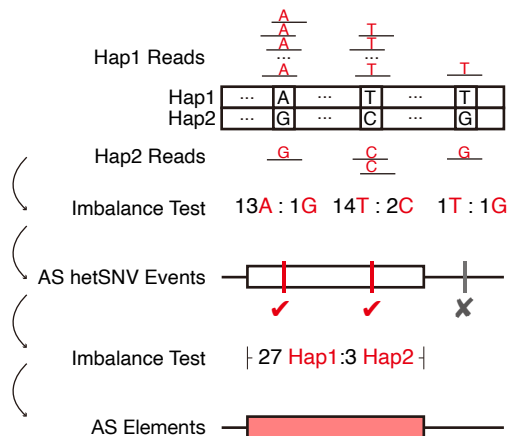 A
A T
Hap1 Reads A T
... ...
A T T
Hap1 ... A ... T ... T
Hap2 ... G ... C ... G
Hap2 Reads G C G
C
Imbalance Test 13A : 1G 14T : 2C 1T : 1G
AS hetSNV Events
✔ ✔ ✘
Imbalance Test 27 Hap1:3 Hap2
AS Elements